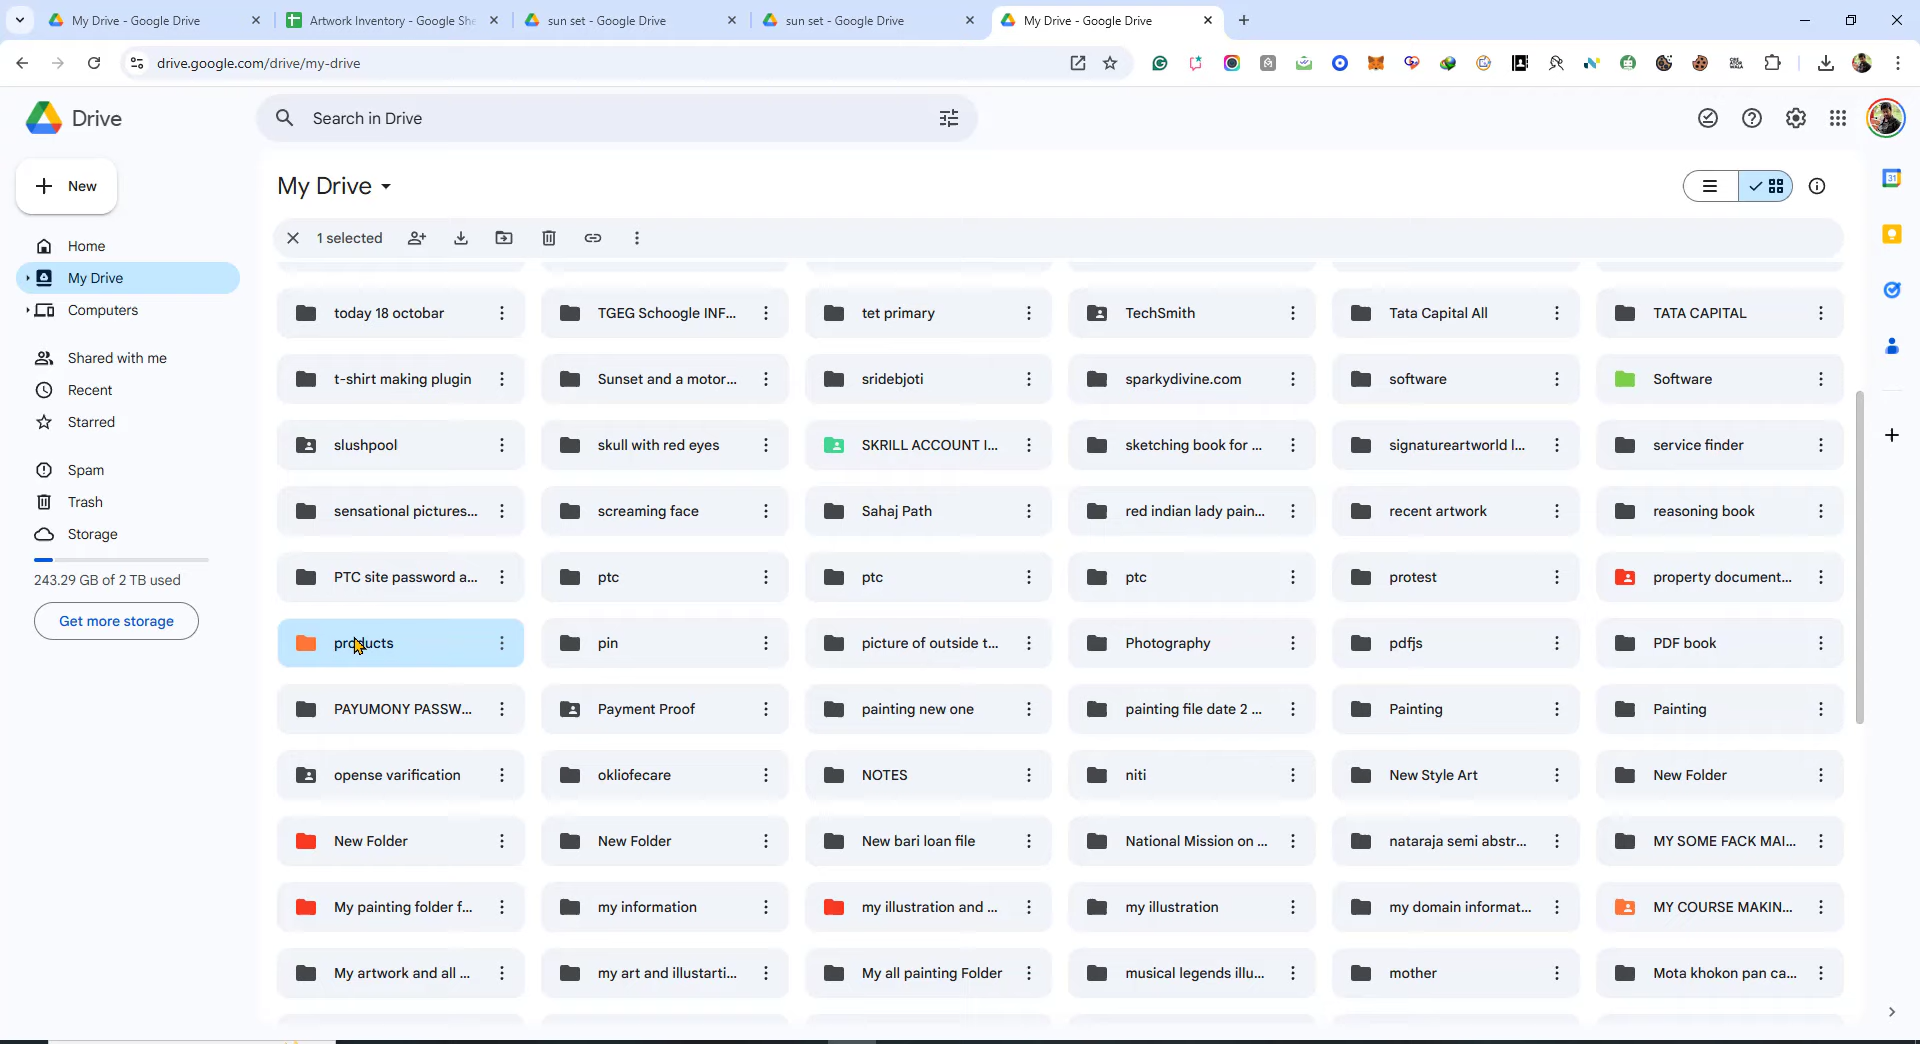 My Drive - Google Drive
Artwork Inventory - Google She
sun set - Google Drive
sun set - Google Drive
My Drive - Google Drive
drive.google.com/drive/my-drive
Drive
Search in Drive
New
My Drive
1 selected
Home
My Drive
Computers
Shared with me
Recent
Starred
Spam
Trash
Storage
243.29 GB of 2 TB used
Get more storage
today 18 octobar
TGEG Schoogle INF...
tet primary
TechSmith
Tata Capital All
TATA CAPITAL
t-shirt making plugin
Sunset and a motor...
sridebjoti
sparkydivine.com
software
Software
slushpool
skull with red eyes
SKRILL ACCOUNT I...
sketching book for ...
signatureartworld l...
service finder
sensational pictures...
screaming face
Sahaj Path
red indian lady pain...
recent artwork
reasoning book
PTC site password a...
ptc
ptc
ptc
protest
property document...
products
pin
picture of outside t...
Photography
pdfjs
PDF book
PAYUMONY PASSW...
Payment Proof
painting new one
painting file date 2 ...
Painting
Painting
opense varification
okliofecare
NOTES
niti
New Style Art
New Folder
New Folder
New Folder
New bari loan file
National Mission on ...
nataraja semi abstr...
MY SOME FACK MAI...
My painting folder f...
my information
my illustration and ...
my illustration
my domain informat...
MY COURSE MAKIN...
My artwork and all ...
my art and illustarti...
My all painting Folder
musical legends illu...
mother
Mota khokon pan ca...
31